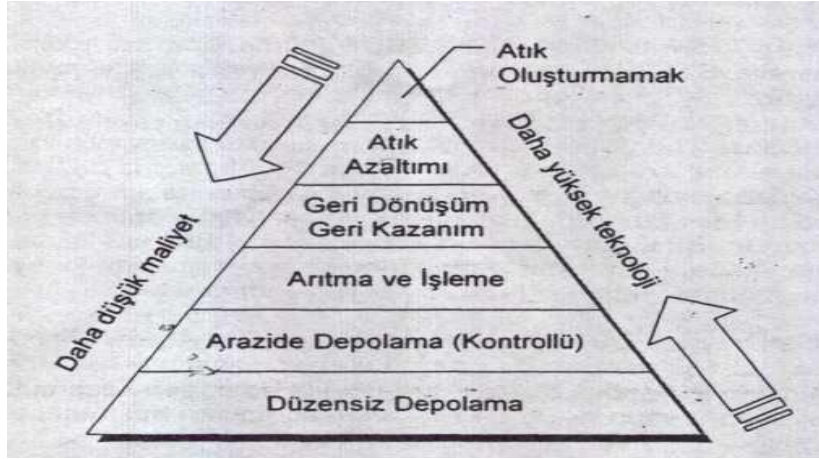 Atık
Oluşturmamak
Atık
Azaltımı
Geri Dönüşüm
Geri Kazanım
Arıtma ve İşleme
Arazide Depolama (Kontrollü)
Düzensiz Depolama
Daha düşük maliyet
Daha yüksek teknoloji